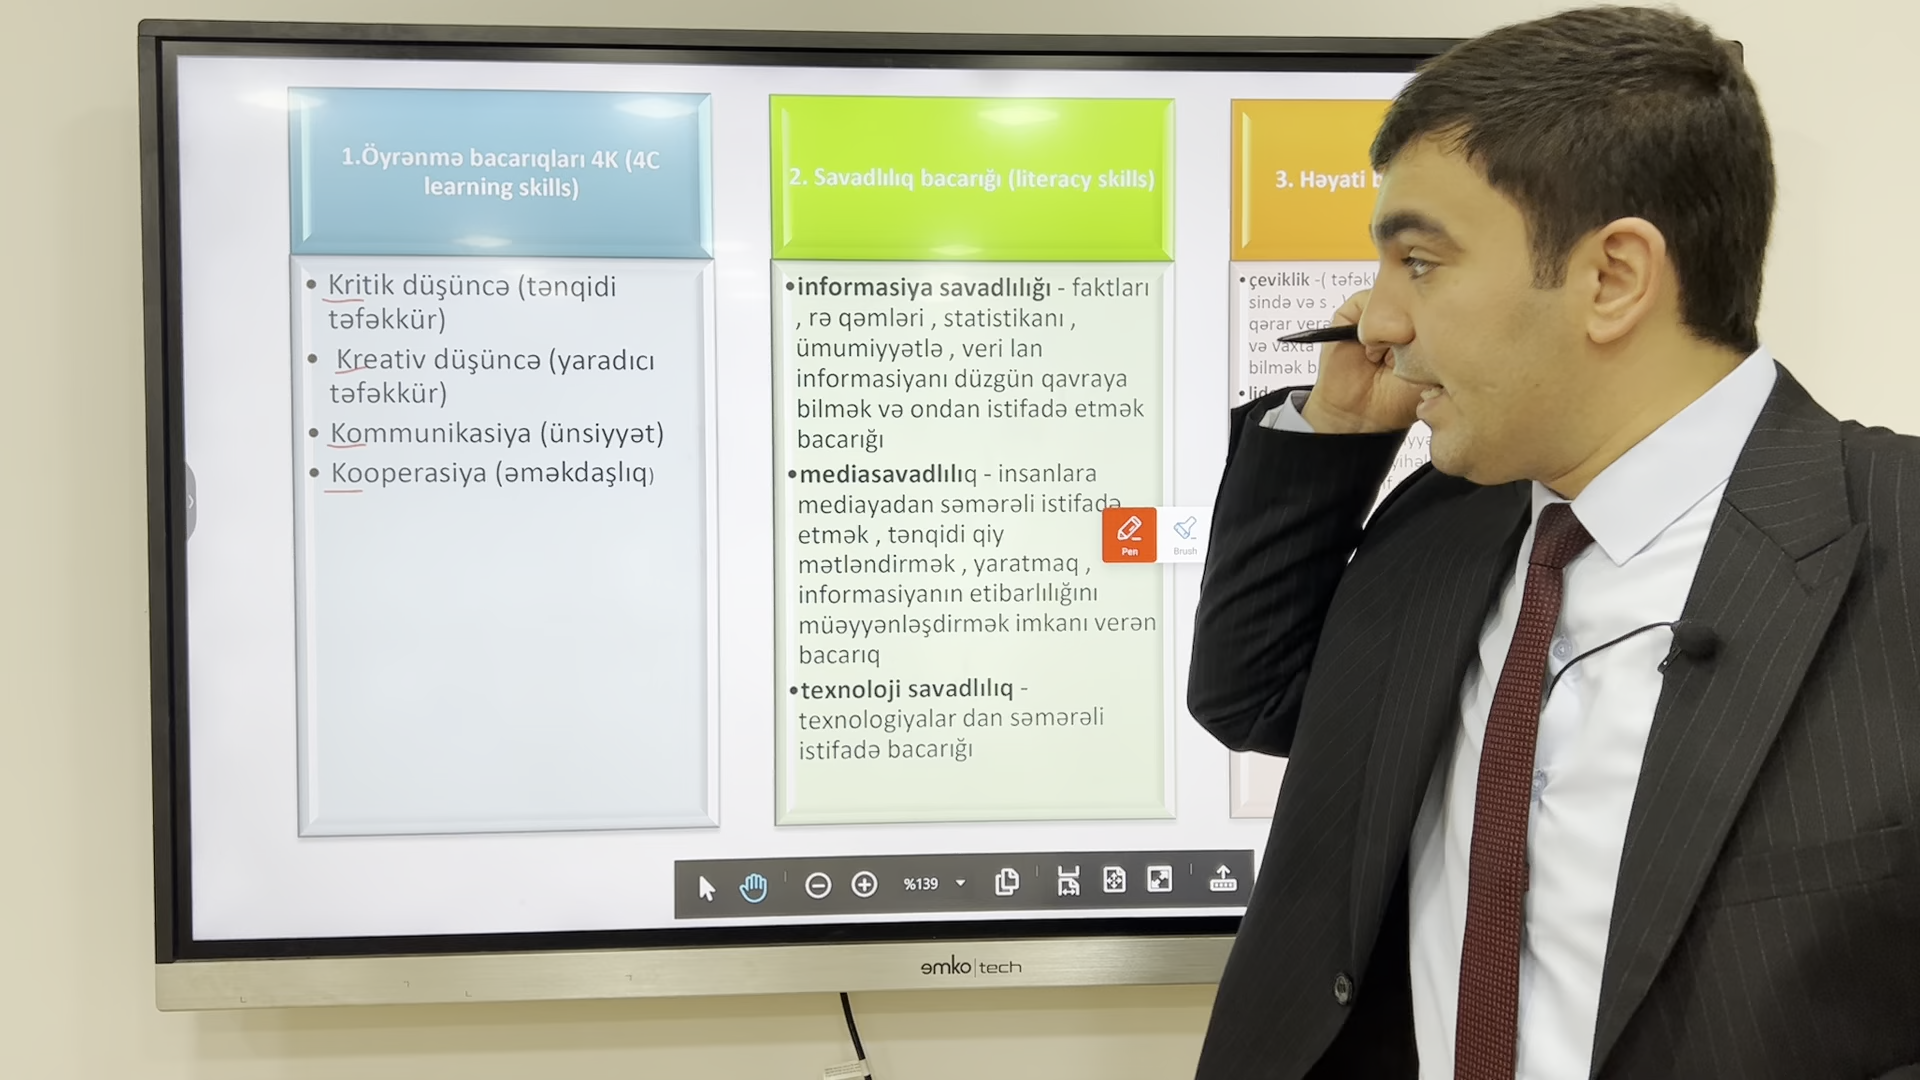 1.Öyrənmə bacarıqları 4K (4C
learning skills)
• Kritik düşüncə (tənqidi
təfəkkür)
• Kreativ düşüncə (yaradıcı
təfəkkür)
• Kommunikasiya (ünsiyyət)
• Kooperasiya (əməkdaşlıq)
2. Savadlılıq bacarığı (literacy skills)
•informasiya savadlılığı - faktları
, rə qəmləri , statistikanı ,
ümumiyyətlə , veri lan
informasiyanı düzgün qavraya
bilmək və ondan istifadə etmək
bacarığı
•mediasavadlılıq - insanlara
mediayadan səmərəli istifadə
etmək , tənqidi qiy
mətləndirmək , yaratmaq ,
informasiyanın etibarlılığını
müəyyənləşdirmək imkanı verən
bacarıq
•texnoloji savadlılıq -
texnologiyalar dan səmərəli
istifadə bacarığı
3. Həyati
•çeviklik -(
sində və s .
qərar
və
bilmək
Pen
Brush
%139
emko|tech